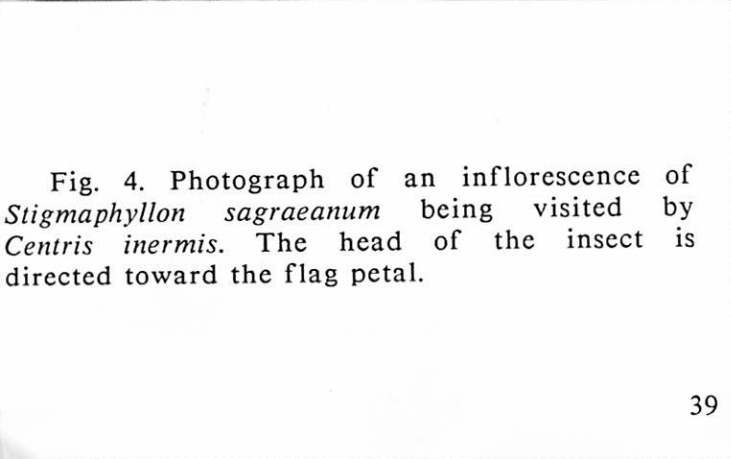 Fig. 4. Photograph of an inflorescence of
Stigmaphyllon sagraeanum being visited by
Centris inermis. The head of the insect is
directed toward the flag petal.
39